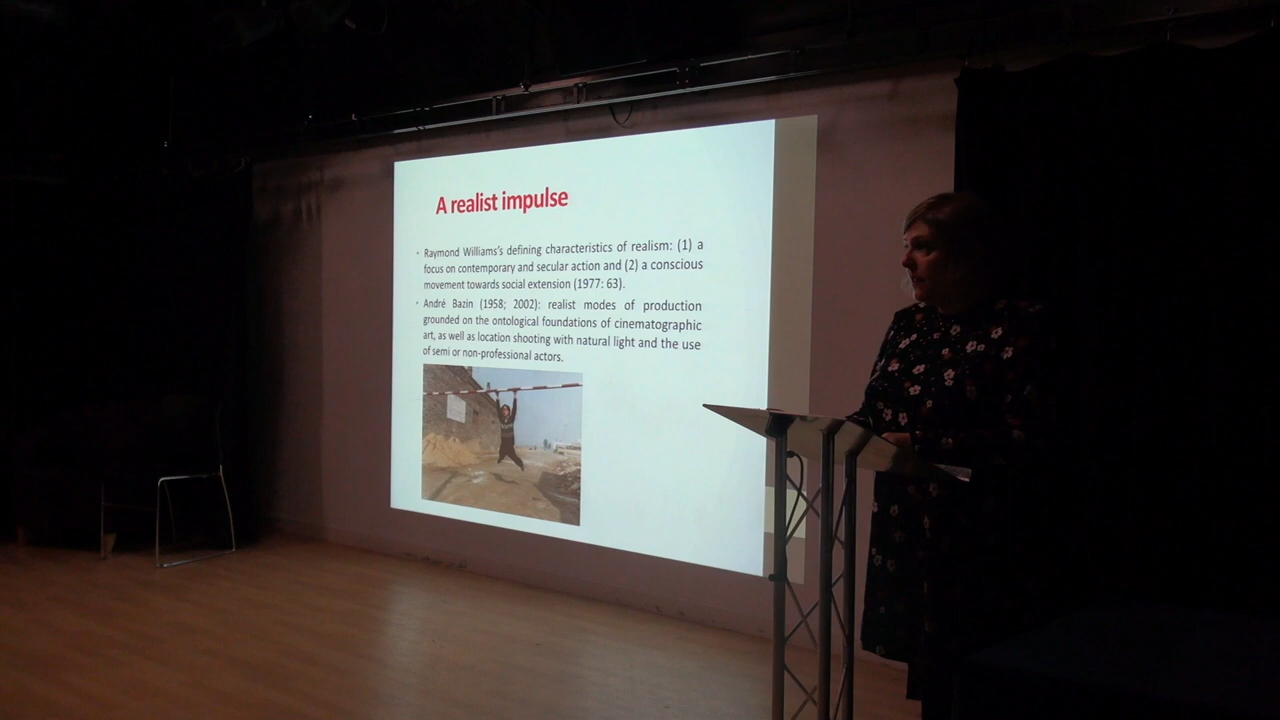 A realist impulse
• Raymond Williams's defining characteristics of realism: (1) a
focus on contemporary and secular action and (2) a conscious
movement towards social extension (1977: 63).
• André Bazin (1958; 2002): realist modes of production
grounded on the ontological foundations of cinematographic
art, as well as location shooting with natural light and the use
of semi or non-professional actors.